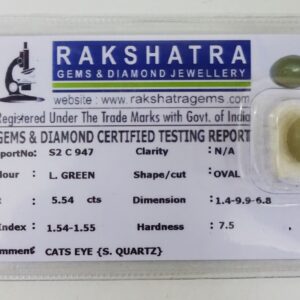 RAKSHATRA
GEMS & DIAMOND JEWELLERY
website : www.rakshatragems.com
Registered Under The Trade Marks with Govt. of India
GEMS & DIAMOND CERTIFIED TESTING REPORT
portNo: S2 C 947 Clarity : N/A
our : L. GREEN Shape/cut : OVAL
t : 5.54 cts Dimension : 1.4-9.9-6.8
Index : 1.54-1.55 Hardness : 7.5
mment: CATS EYE {S. QUARTZ}